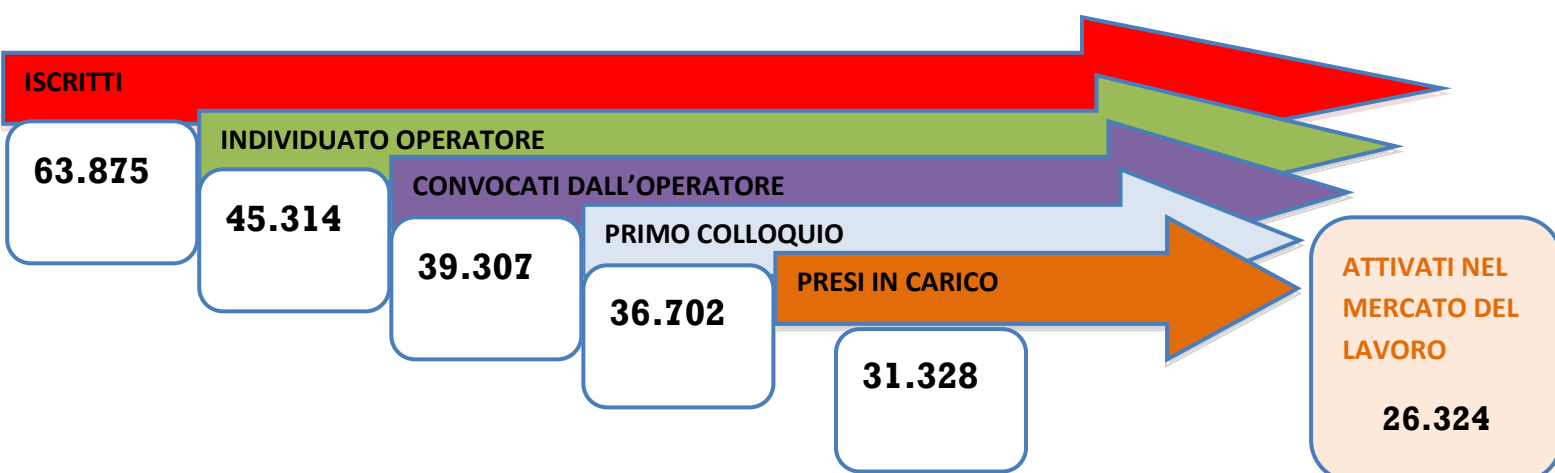 ISCRITTI
63.875
INDIVIDUATO OPERATORE
45.314
CONVOCATI DALL’OPERATORE
39.307
PRIMO COLLOQUIO
36.702
PRESI IN CARICO
31.328
ATTIVATI NEL
MERCATO DEL
LAVORO
26.324